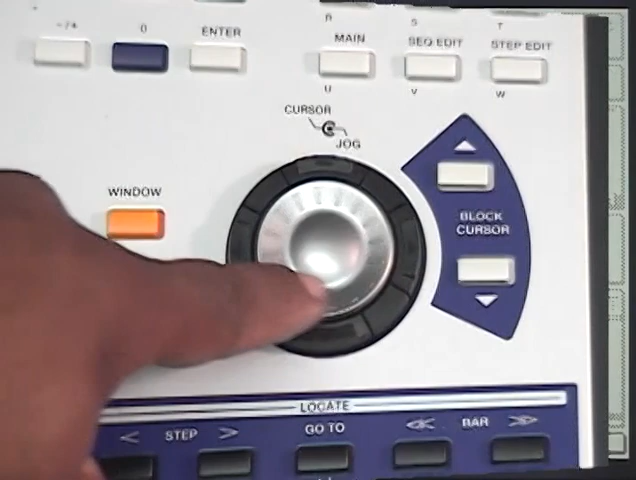 R S T
-/+ 0 ENTER MAIN SEQ EDIT STEP EDIT
U V W
CURSOR
JOG
WINDOW
BLOCK
CURSOR
LOCATE
< STEP > GO TO << BAR >>